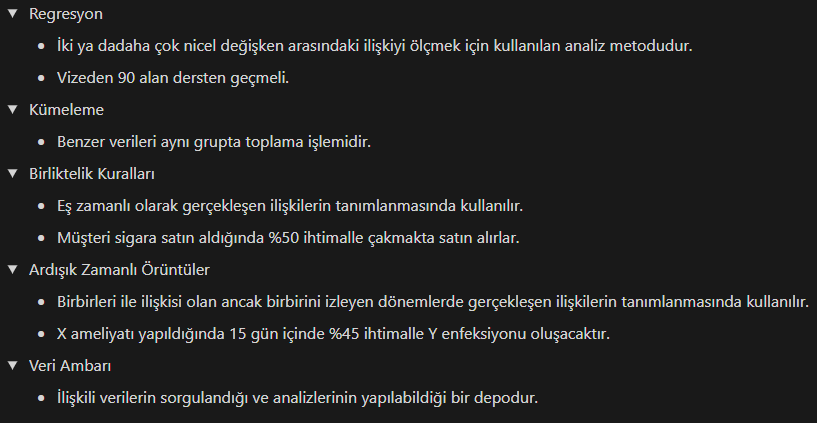 Regresyon
İki ya dadaha çok nicel değişken arasındaki ilişkiyi ölçmek için kullanılan analiz metodudur.
Vizeden 90 alan dersten geçmeli.
Kümeleme
Benzer verileri aynı grupta toplama işlemidir.
Birliktelik Kuralları
Eş zamanlı olarak gerçekleşen ilişkilerin tanımlanmasında kullanılır.
Müşteri sigara satın aldığında %50 ihtimalle çakmakta satın alırlar.
Ardışık Zamanlı Örüntüler
Birbirleri ile ilişkisi olan ancak birbirini izleyen dönemlerde gerçekleşen ilişkilerin tanımlanmasında kullanılır.
X ameliyatı yapıldığında 15 gün içinde %45 ihtimalle Y enfeksiyonu oluşacaktır.
Veri Ambarı
İlişkili verilerin sorgulandığı ve analizlerinin yapılabildiği bir depodur.